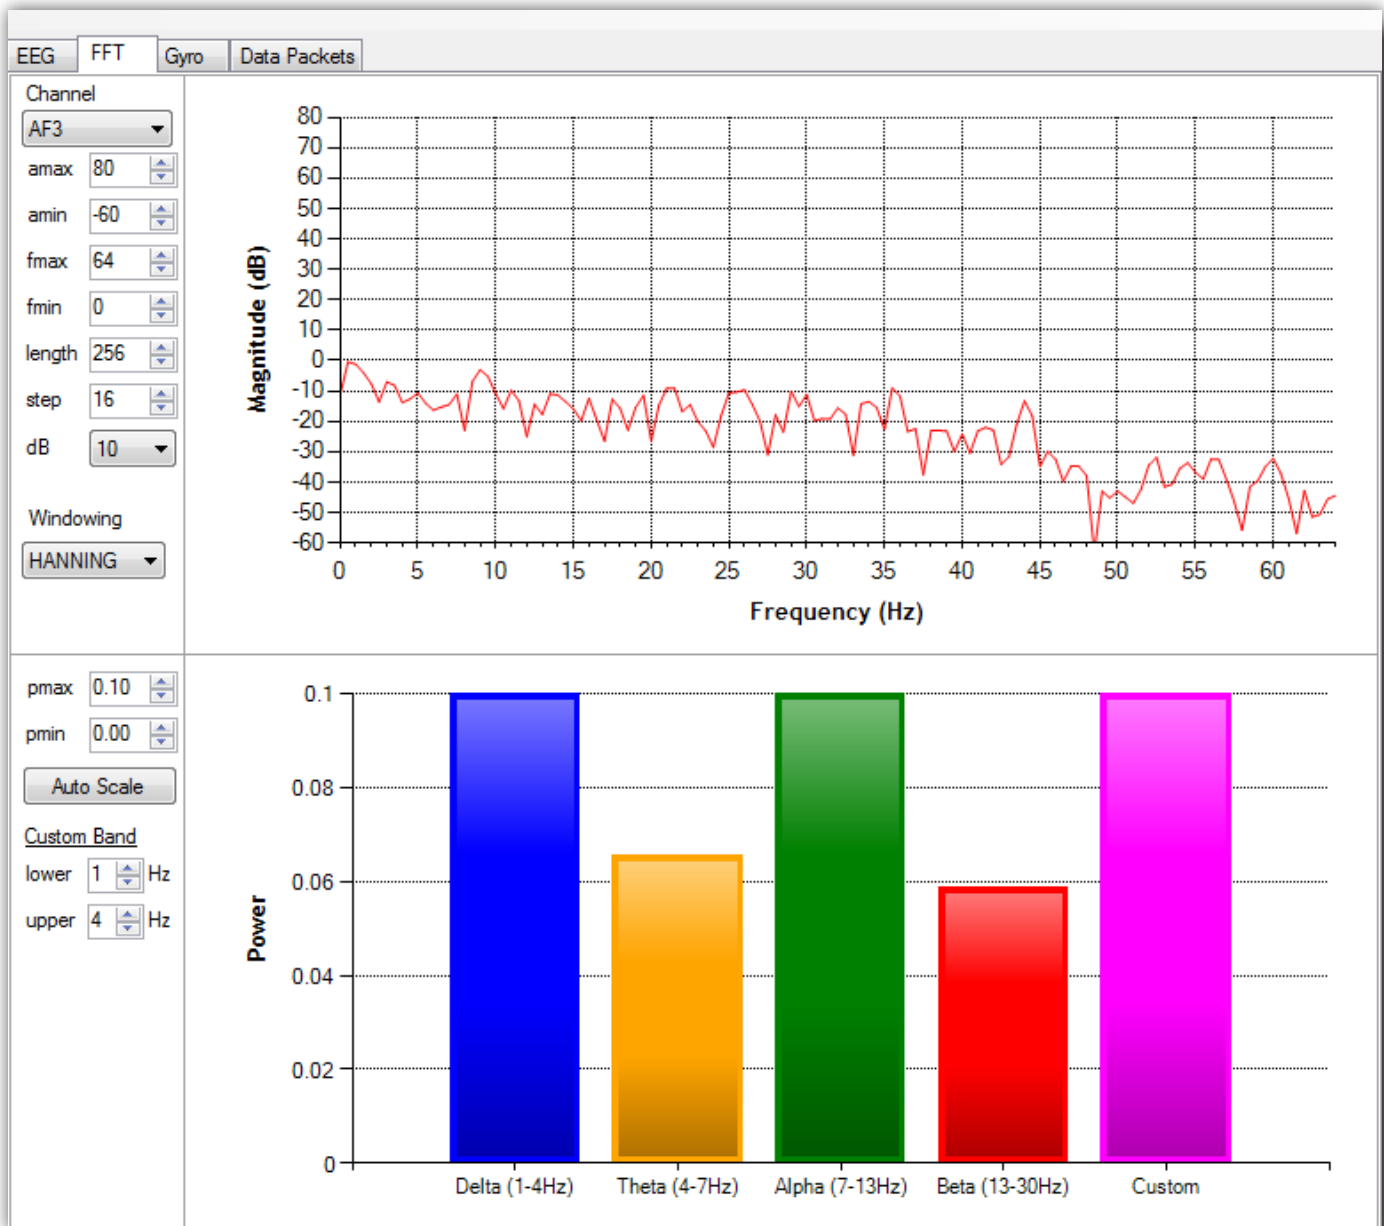 EEG FFT Gyro Data Packets
Channel
AF3
amax 80
amin -60
fmax 64
fmin 0
length 256
step 16
dB 10
Windowing
HANNING
80
70
60
50
40
30
20
10
0
-10
-20
-30
-40
-50
-60
Magnitude (dB)
0 5 10 15 20 25 30 35 40 45 50 55 60
Frequency (Hz)
pmax 0.10
pmin 0.00
Auto Scale
Custom Band
lower 1 Hz
upper 4 Hz
0.1
0.08
0.06
0.04
0.02
0
Power
Delta (1-4Hz) Theta (4-7Hz) Alpha (7-13Hz) Beta (13-30Hz) Custom